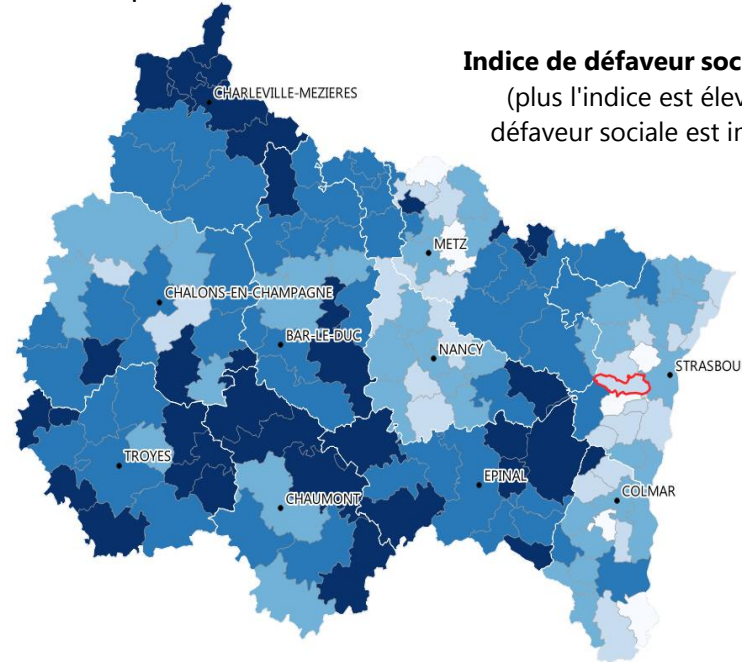 Indice de défaveur soc
(plus l'indice est élev
défaveur sociale est in
CHARLEVILLE-MEZIERES
METZ
CHALONS-EN-CHAMPAGNE
BAR-LE-DUC
NANCY
STRASBOU
TROYES
EPINAL
CHAUMONT
COLMAR